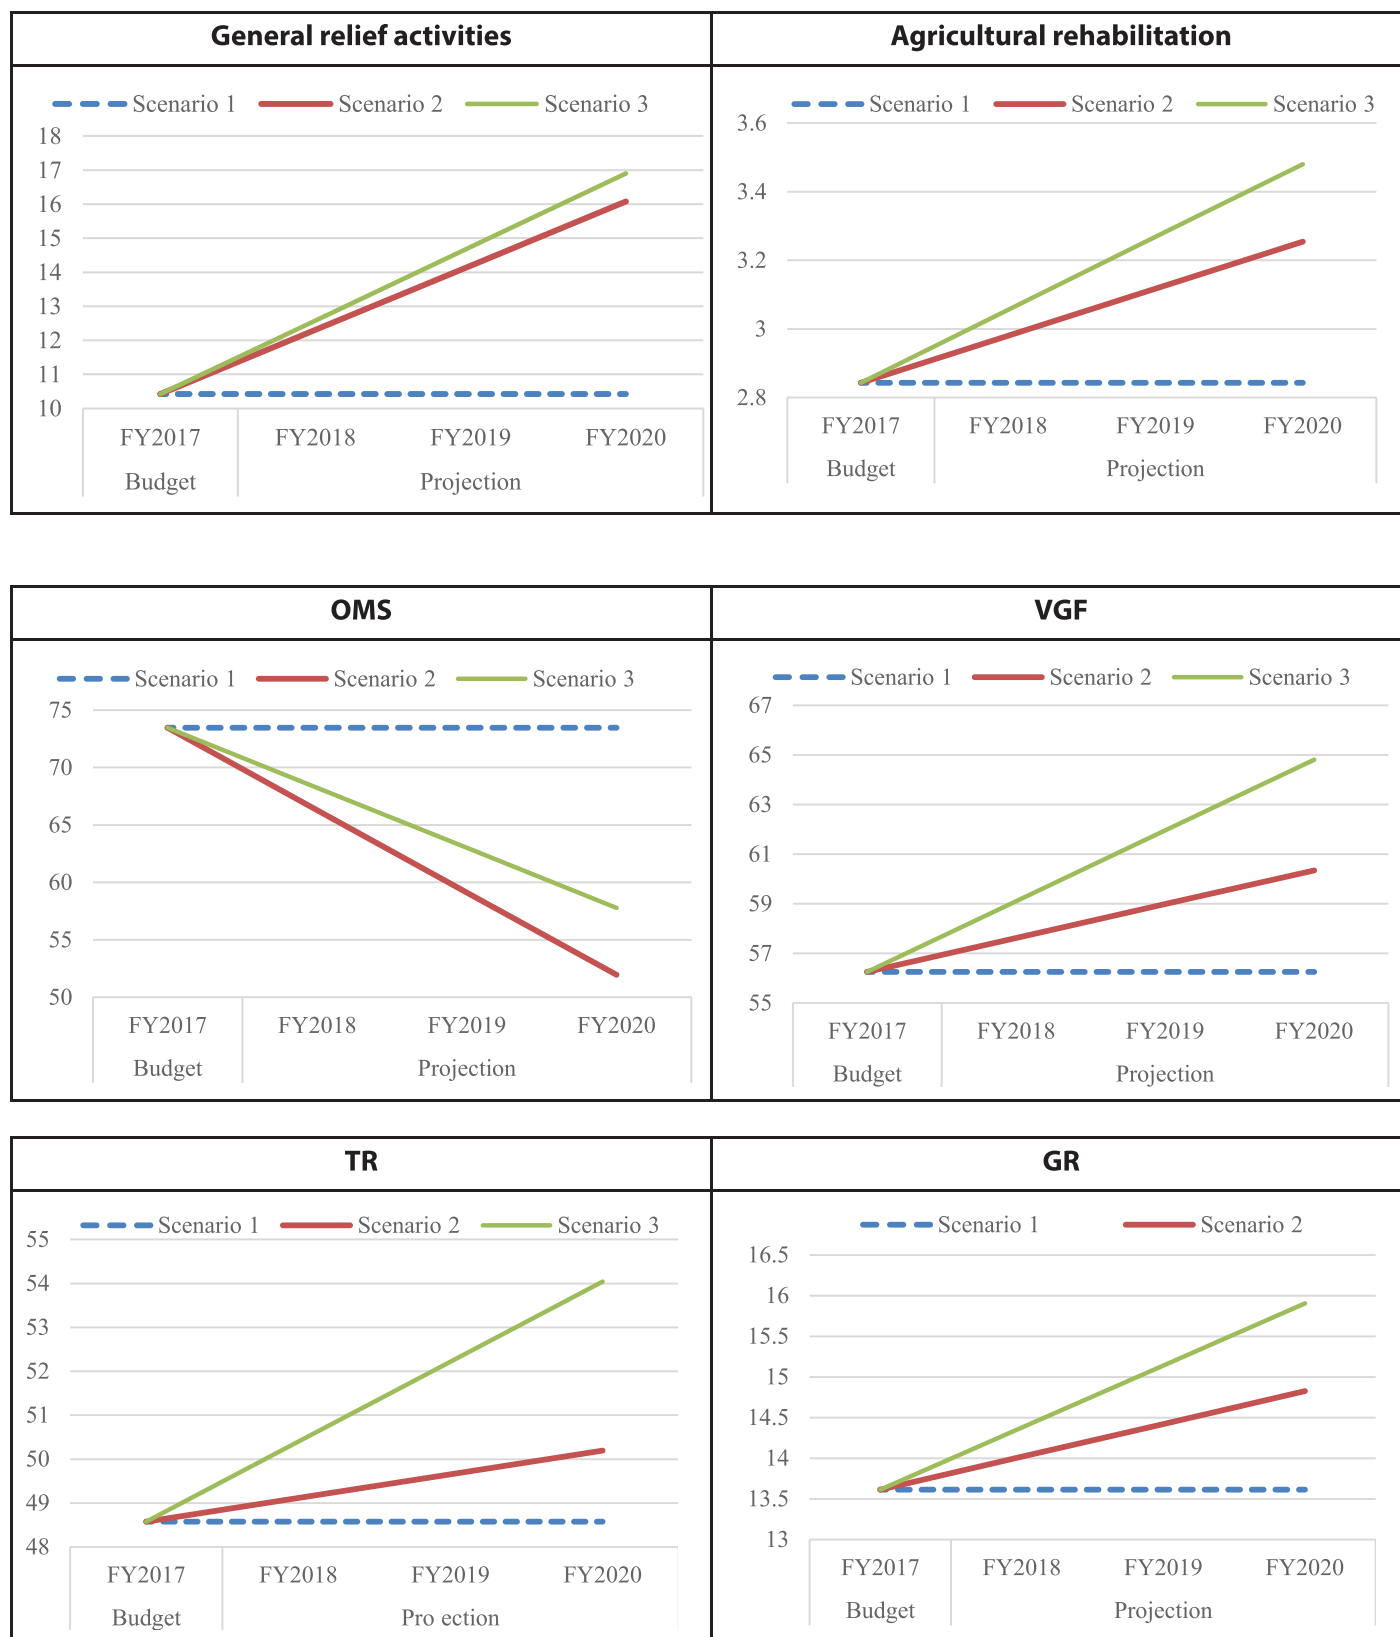 General relief activities
Agricultural rehabilitation
Scenario 1 Scenario 2 Scenario 3
18
17
16
15
14
13
12
11
10
FY2017 FY2018 FY2019 FY2020
Budget Projection
Scenario 1 Scenario 2 Scenario 3
3.6
3.4
3.2
3
2.8
FY2017 FY2018 FY2019 FY2020
Budget Projection
OMS
VGF
Scenario 1 Scenario 2 Scenario 3
75
70
65
60
55
50
FY2017 FY2018 FY2019 FY2020
Budget Projection
Scenario 1 Scenario 2 Scenario 3
67
65
63
61
59
57
55
FY2017 FY2018 FY2019 FY2020
Budget Projection
TR
GR
Scenario 1 Scenario 2 Scenario 3
55
54
53
52
51
50
49
48
FY2017 FY2018 FY2019 FY2020
Budget Pro ection
Scenario 1 Scenario 2
16.5
16
15.5
15
14.5
14
13.5
13
FY2017 FY2018 FY2019 FY2020
Budget Projection